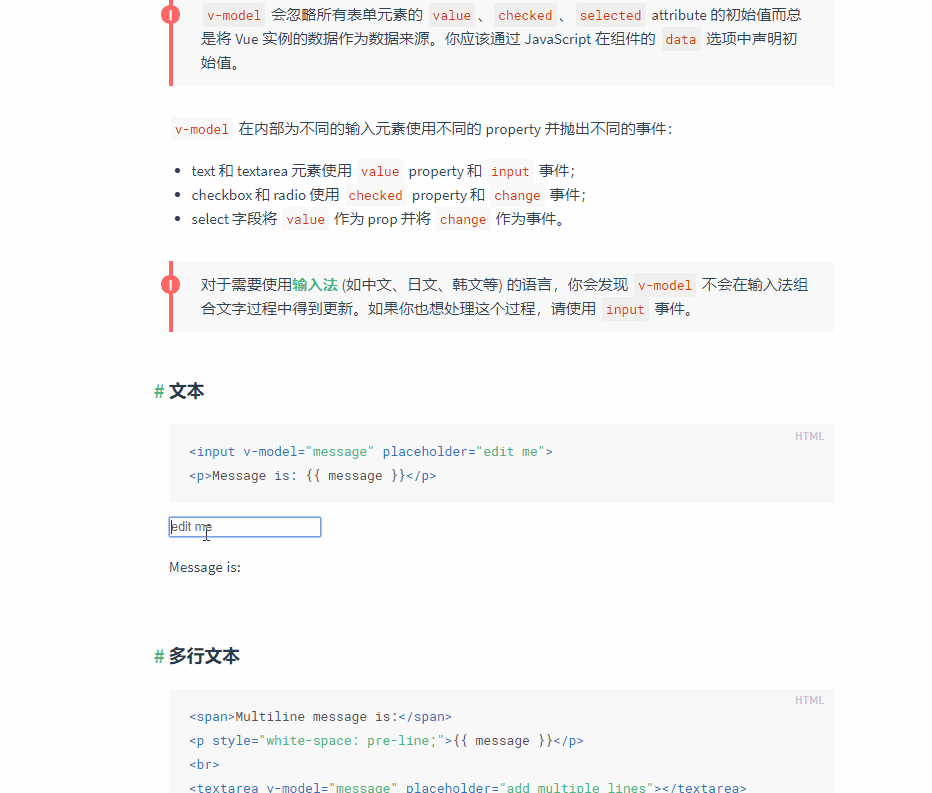 v-model 会忽略所有表单元素的 value 、 checked 、 selected attribute 的初始值而总
是将 Vue 实例的数据作为数据来源。你应该通过 JavaScript 在组件的 data 选项中声明初
始值。
v-model 在内部为不同的输入元素使用不同的 property 并抛出不同的事件：
text 和 textarea 元素使用 value property 和 input 事件；
checkbox 和 radio 使用 checked property 和 change 事件；
select 字段将 value 作为 prop 并将 change 作为事件。
对于需要使用输入法 (如中文、日文、韩文等) 的语言，你会发现 v-model 不会在输入法组
合文字过程中得到更新。如果你也想处理这个过程，请使用 input 事件。
# 文本
HTML
<input v-model="message" placeholder="edit me">
<p>Message is: {{ message }}</p>
edit me
Message is:
# 多行文本
HTML
<span>Multiline message is:</span>
<p style="white-space: pre-line;">{{ message }}</p>
<br>
<textarea v-model="message" placeholder="add multiple lines"></textarea>